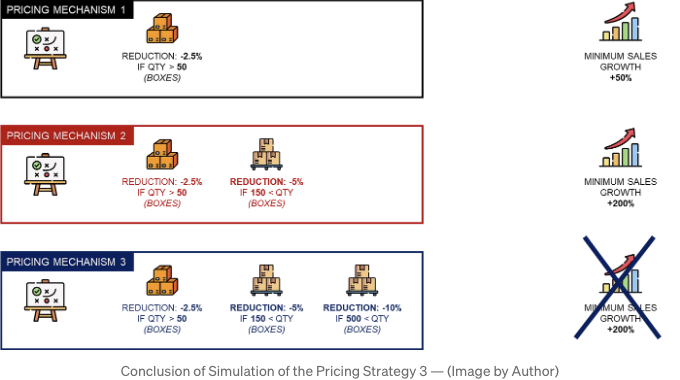 PRICING MECHANISM 1
REDUCTION: -2.5%
IF QTY > 50
(BOXES)
MINIMUM SALES
GROWTH
+50%
PRICING MECHANISM 2
REDUCTION: -2.5%
IF QTY > 50
(BOXES)
REDUCTION: -5%
IF 150 < QTY
(BOXES)
MINIMUM SALES
GROWTH
+200%
PRICING MECHANISM 3
REDUCTION: -2.5%
IF QTY > 50
(BOXES)
REDUCTION: -5%
IF 150 < QTY
(BOXES)
REDUCTION: -10%
IF 500 < QTY
(BOXES)
MINIMUM SALES
GROWTH
+200%
Conclusion of Simulation of the Pricing Strategy 3 — (Image by Author)